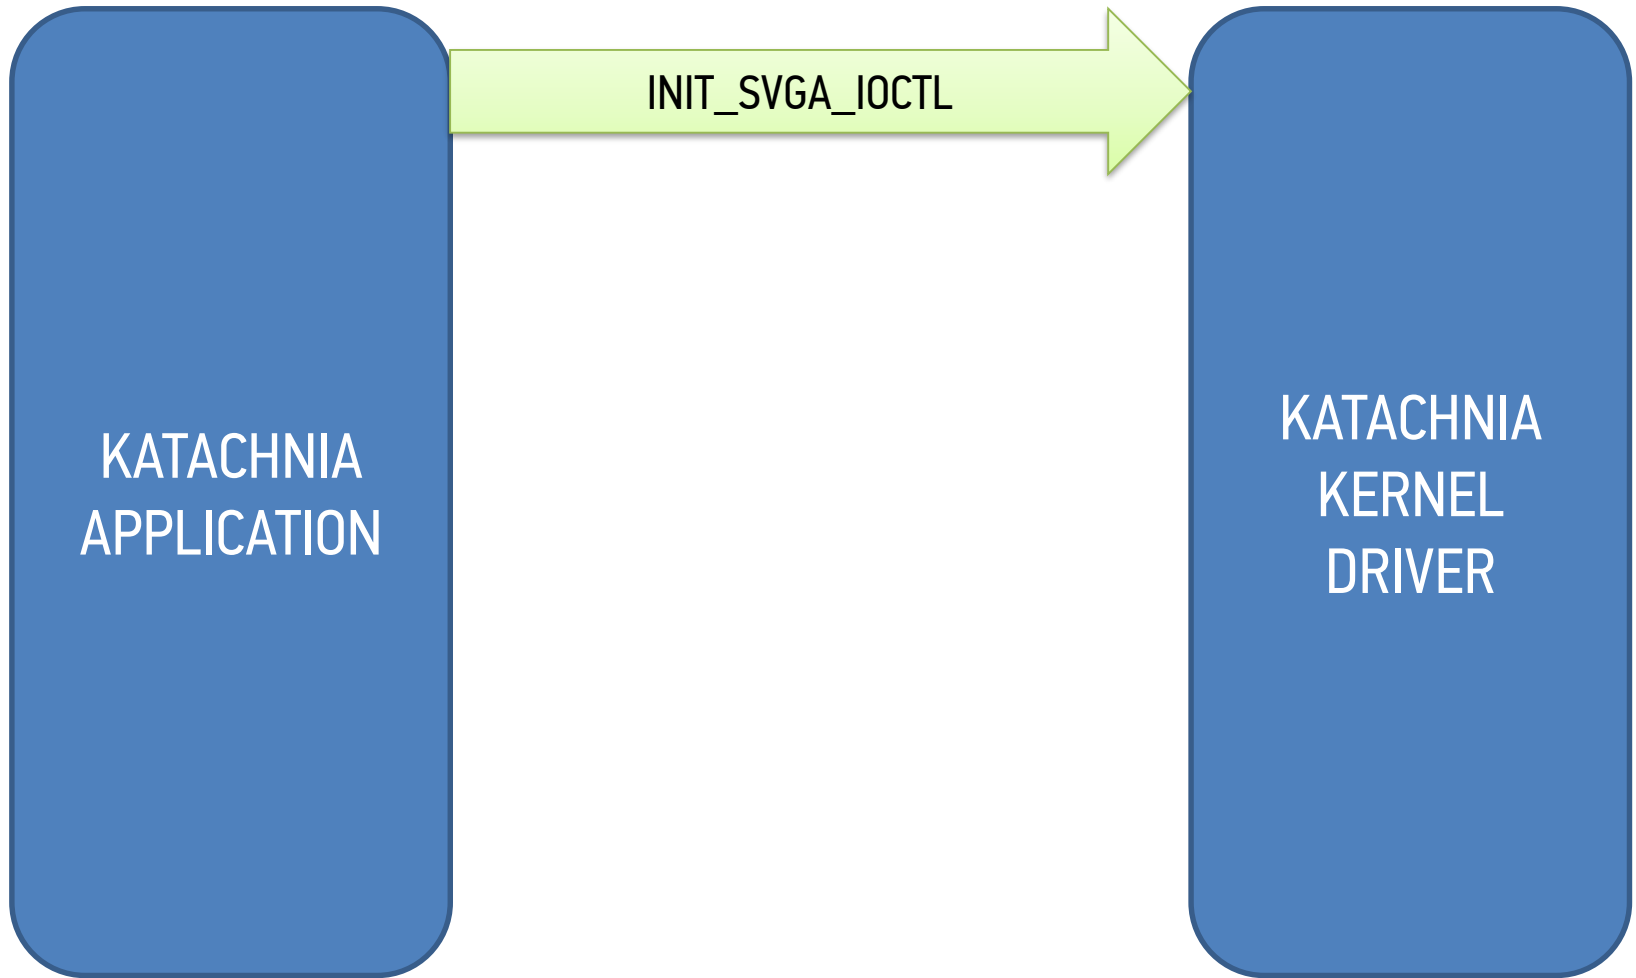 INIT_SVGA_IOCTL
KATACHNIA
APPLICATION
KATACHNIA
KERNEL
DRIVER